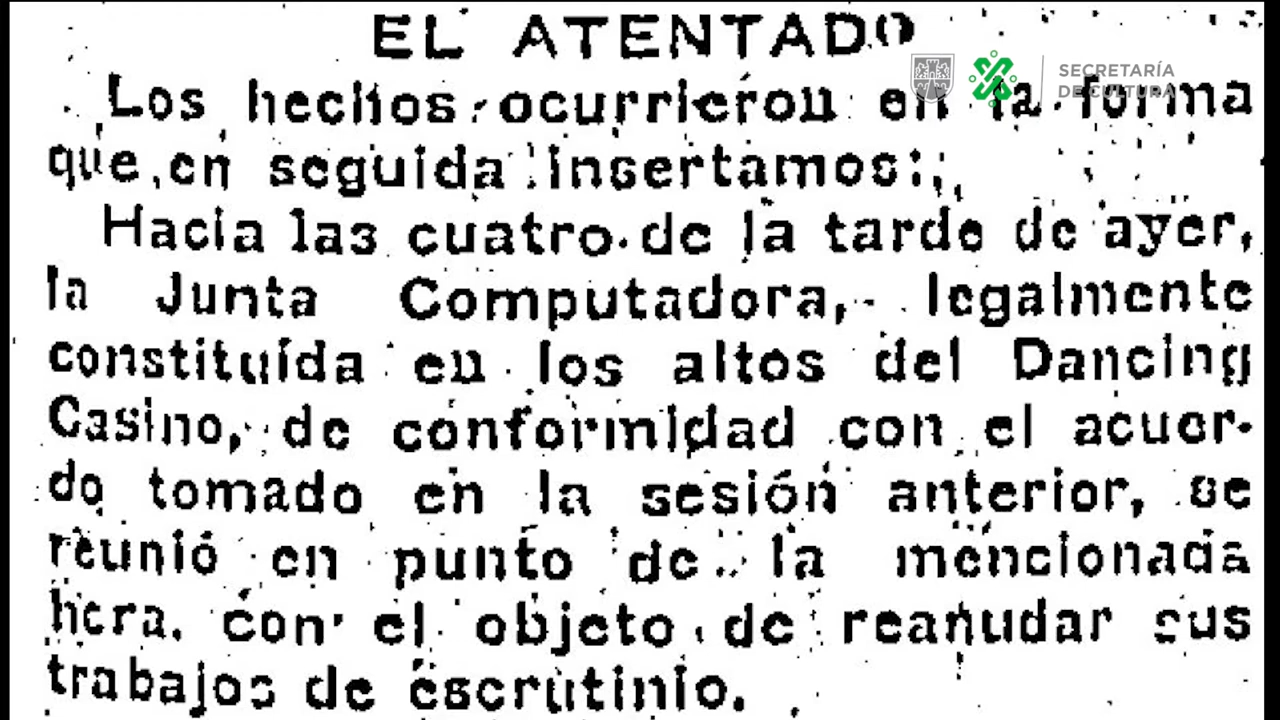 EL ATENTADO
SECRETARÍA
DE CULTURA
Los hechos ocurrieron en la forma
que en seguida insertamos:
Hacia las cuatro de la tarde de ayer,
la Junta Computadora, legalmente
constituída en los altos del Dancing
Casino, de conformidad con el acuer-
do tomado en la sesión anterior, se
reunió en punto de la mencionada
hora, con el objeto de reanudar sus
trabajos de escrutinio.